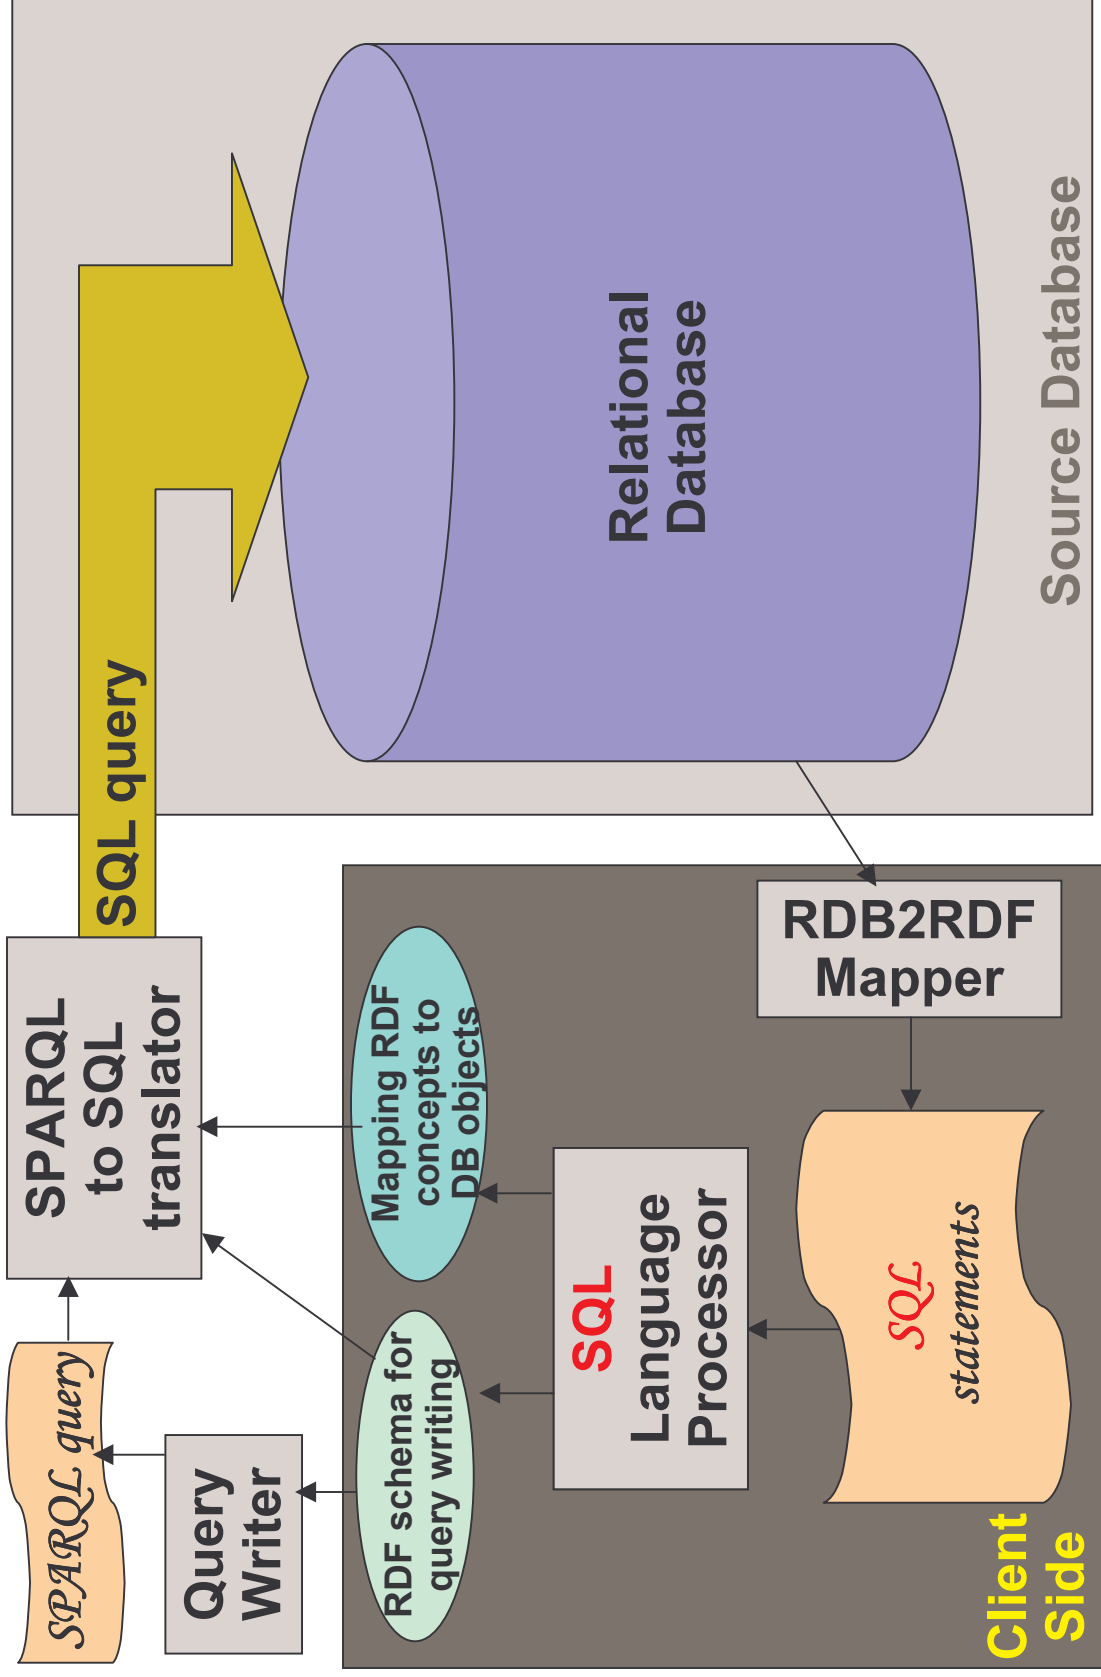 SPARQL query
SPARQL
to SQL
translator
SQL query
Query
Writer
RDF schema for
query writing
Mapping RDF
concepts to
DB objects
SQL
Language
Processor
SQL
statements
RDB2RDF
Mapper
Client
Side
Relational
Database
Source Database